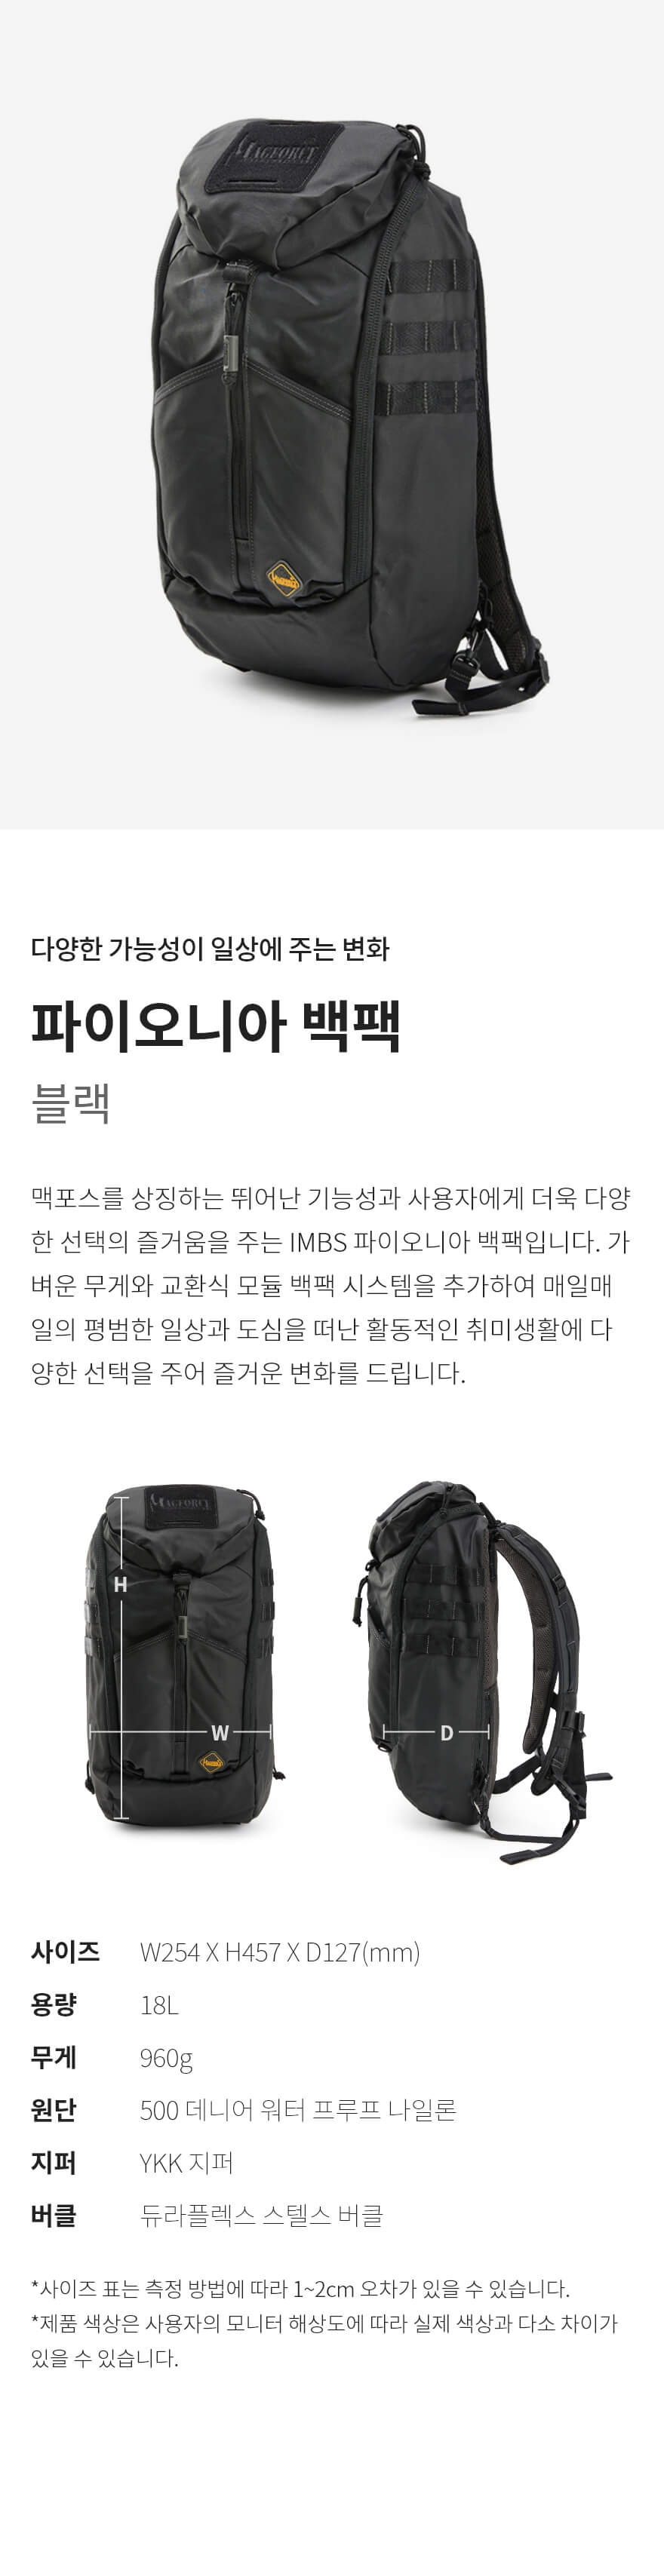 MAGFORCE
다양한 가능성이 일상에 주는 변화
파이오니아 백팩
블랙
맥포스를 상징하는 뛰어난 기능성과 사용자에게 더욱 다양
한 선택의 즐거움을 주는 IMBS 파이오니아 백팩입니다. 가
벼운 무게와 교환식 모듈 백팩 시스템을 추가하여 매일매
일의 평범한 일상과 도심을 떠난 활동적인 취미생활에 다
양한 선택을 주어 즐거운 변화를 드립니다.
MAGFORCE
H
W
D
사이즈 W254 X H457 X D127(mm)
용량 18L
무게 960g
원단 500 데니어 워터 프루프 나일론
지퍼 YKK 지퍼
버클 듀라플렉스 스텔스 버클
*사이즈 표는 측정 방법에 따라 1~2cm 오차가 있을 수 있습니다.
*제품 색상은 사용자의 모니터 해상도에 따라 실제 색상과 다소 차이가
있을 수 있습니다.